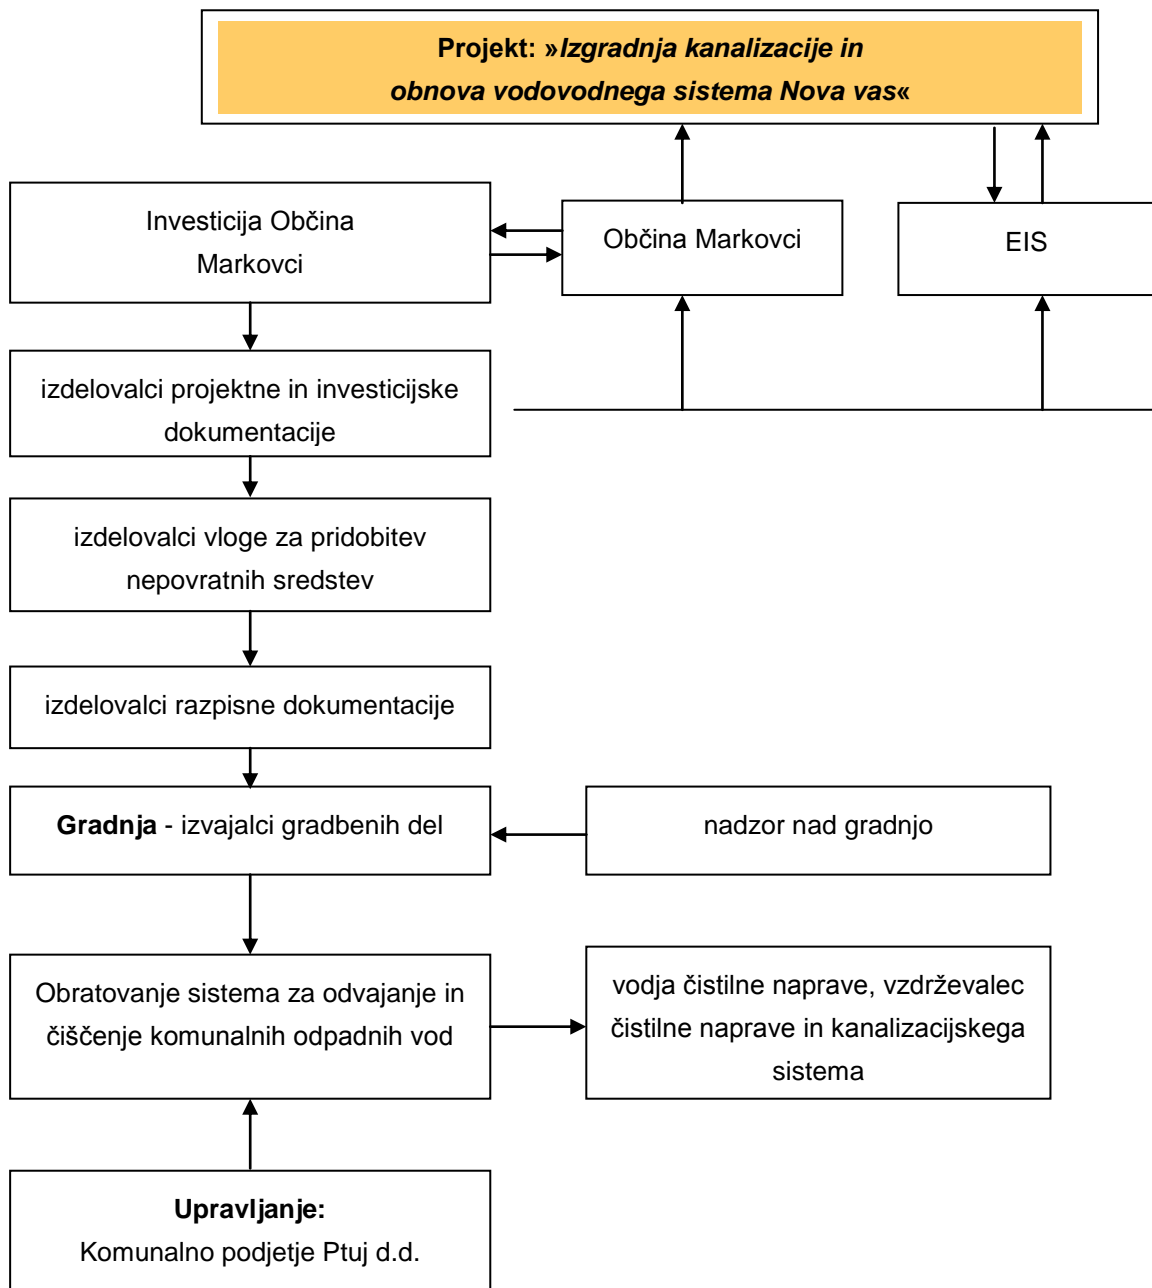 Projekt: »Izgradnja kanalizacije in
obnova vodovodnega sistema Nova vas«
Investicija Občina
Markovci
Občina Markovci
EIS
izdelovalci projektne in investicijske
dokumentacije
izdelovalci vloge za pridobitev
nepovratnih sredstev
izdelovalci razpisne dokumentacije
Gradnja - izvajalci gradbenih del
nadzor nad gradnjo
Obratovanje sistema za odvajanje in
čiščenje komunalnih odpadnih vod
vodja čistilne naprave, vzdrževalec
čistilne naprave in kanalizacijskega
sistema
Upravljanje:
Komunalno podjetje Ptuj d.d.